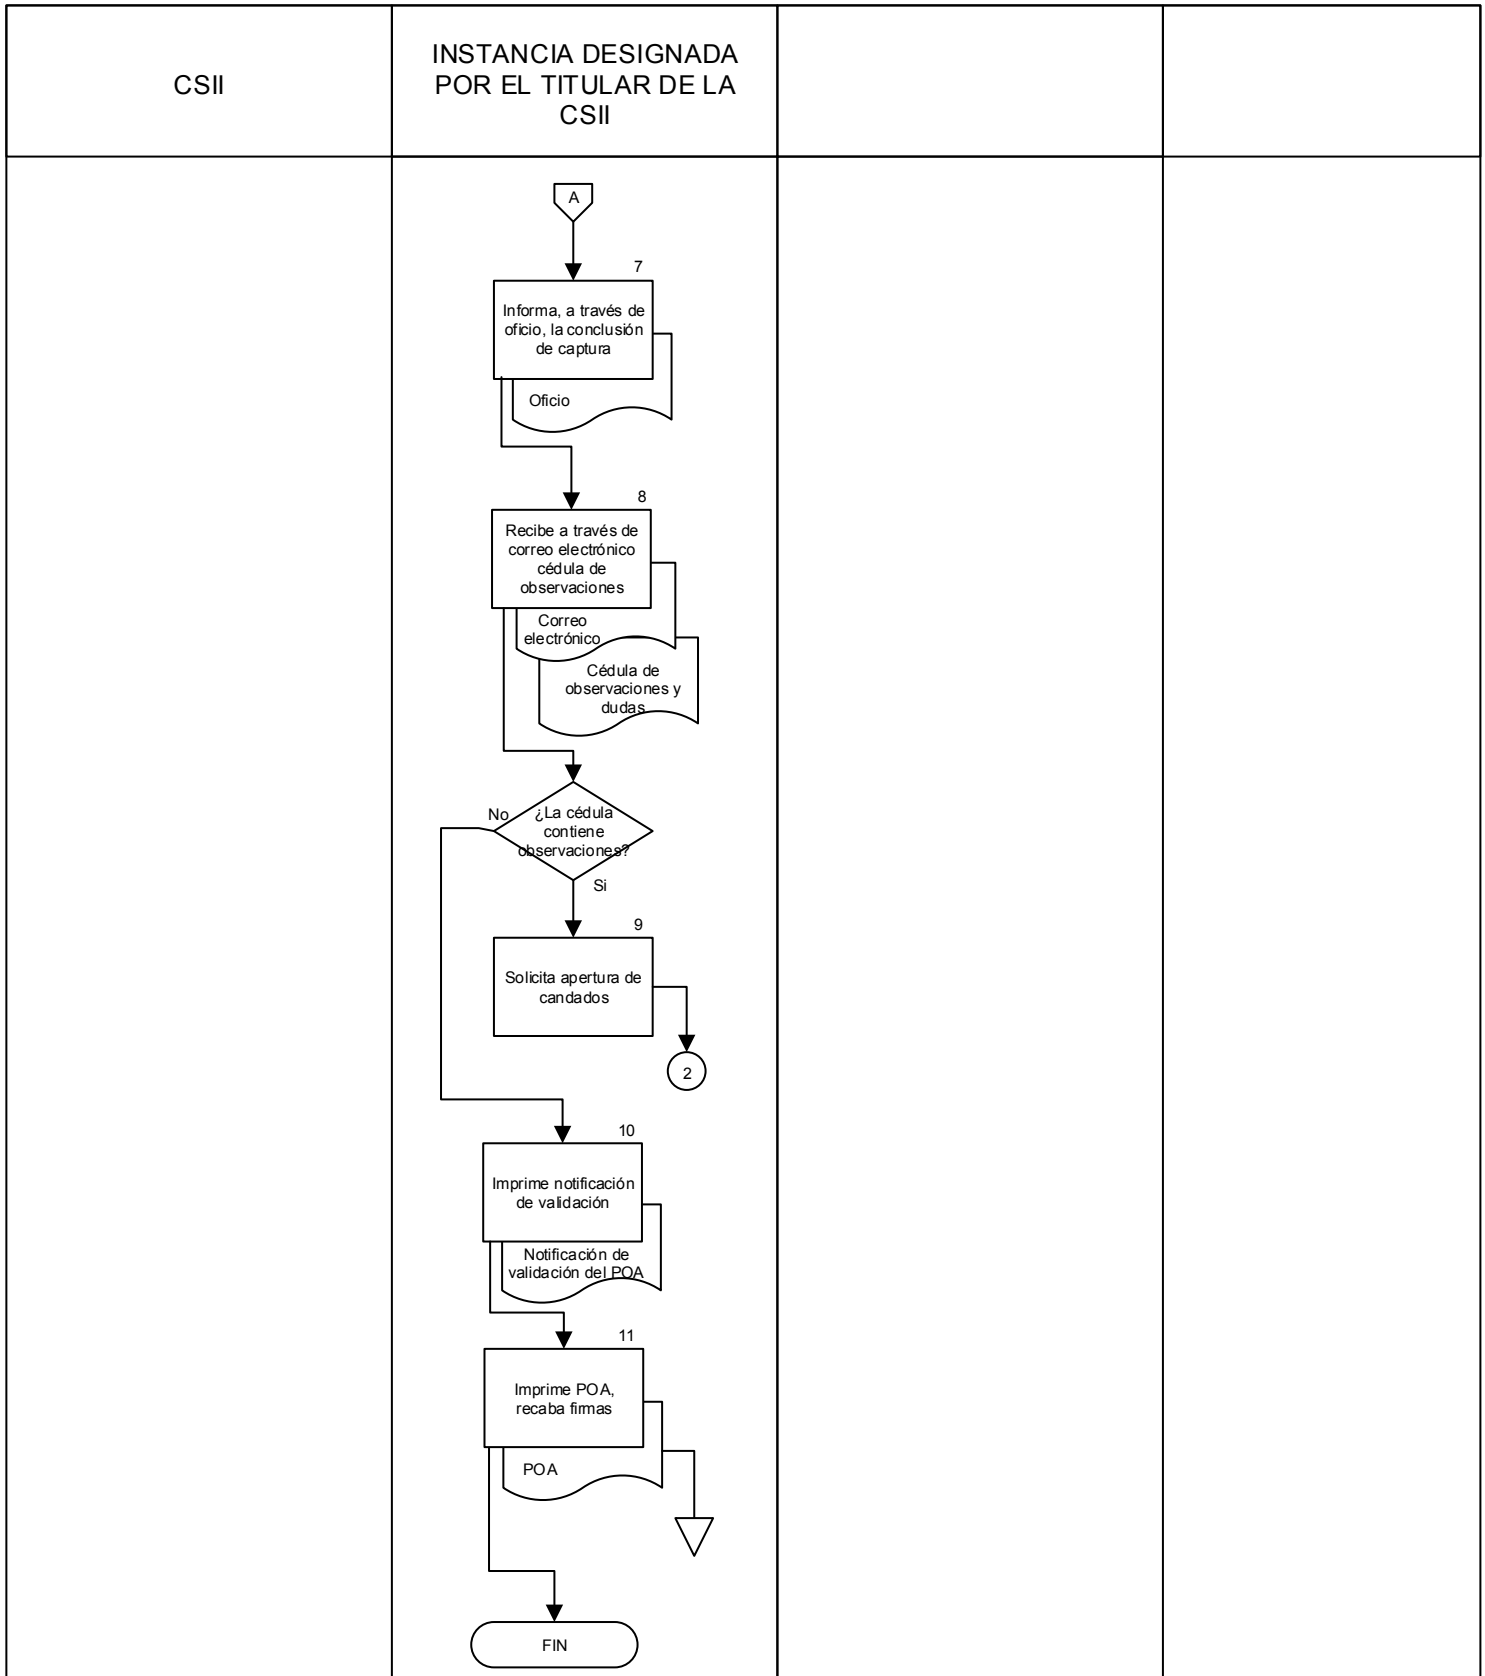 CSII
INSTANCIA DESIGNADA
POR EL TITULAR DE LA
CSII
A
7
Informa, a través de
oficio, la conclusión
de captura
Oficio
8
Recibe a través de
correo electrónico
cédula de
observaciones
Correo
electrónico
Cédula de
observaciones y
dudas
No
¿La cédula
contiene
observaciones?
Si
9
Solicita apertura de
candados
2
10
Imprime notificación
de validación
Notificación de
validación del POA
11
Imprime POA,
recaba firmas
POA
FIN